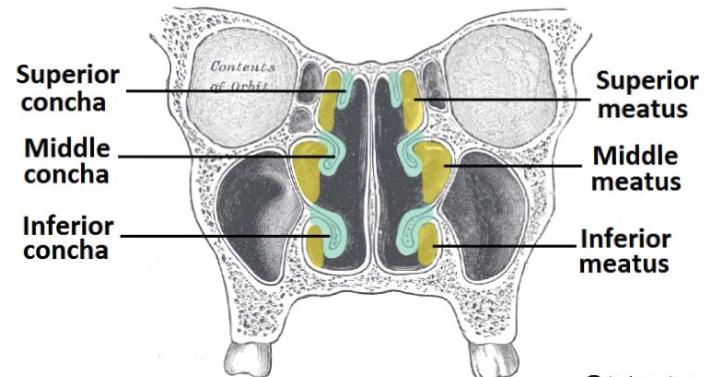 Contents
of Orbit
Superior
concha
Middle
concha
Inferior
concha
Superior
meatus
Middle
meatus
Inferior
meatus